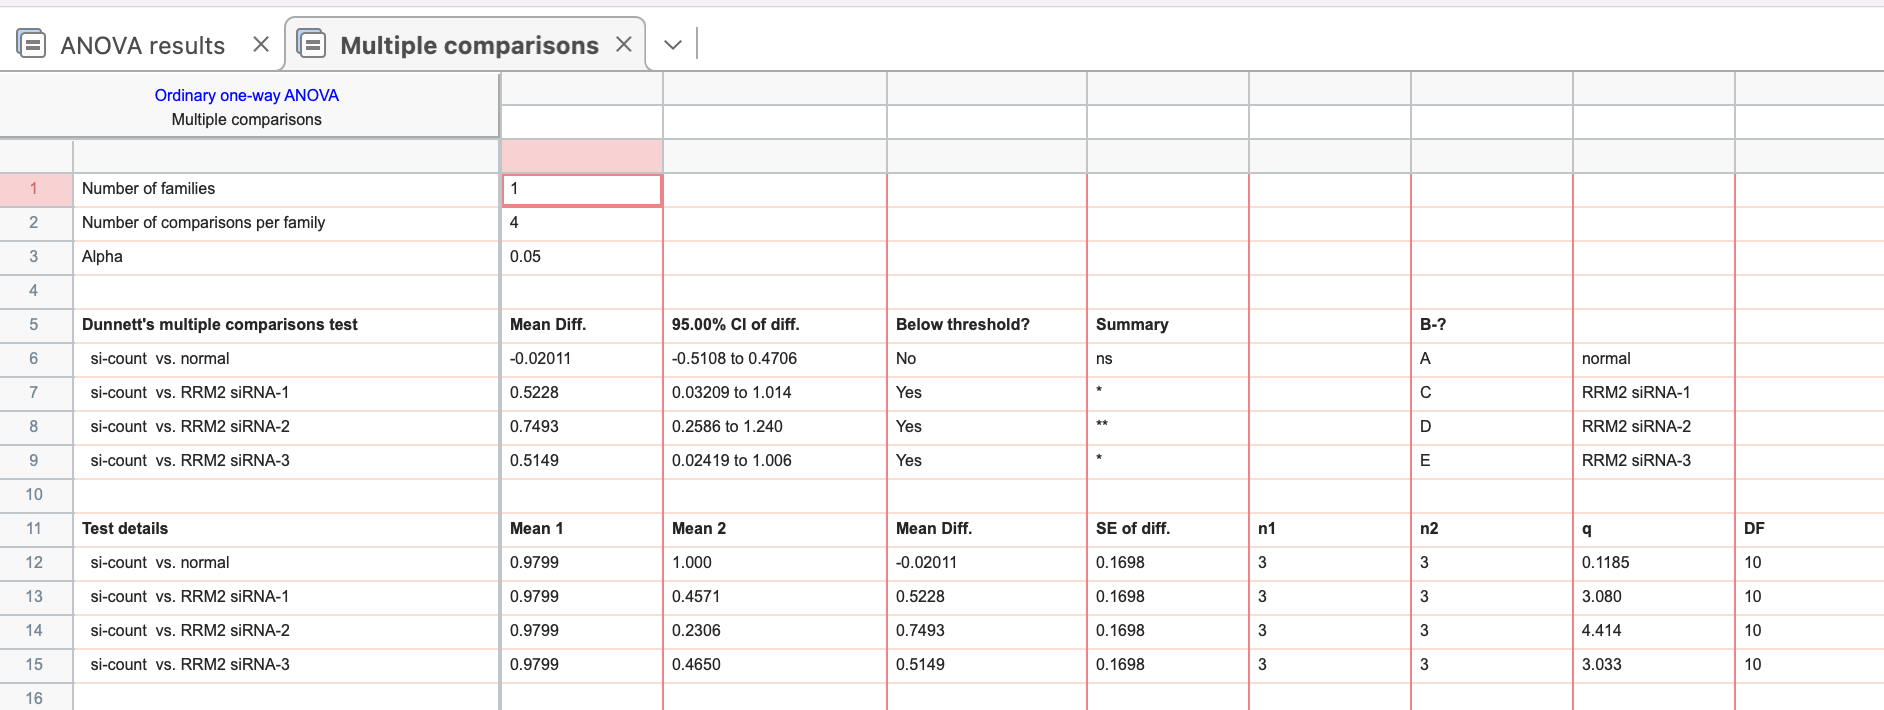 ANOVA results
Multiple comparisons
Ordinary one-way ANOVA
Multiple comparisons
1 Number of families 1
2 Number of comparisons per family 4
3 Alpha 0.05
4
5 Dunnett's multiple comparisons test Mean Diff. 95.00% CI of diff. Below threshold? Summary B-?
6 si-count vs. normal -0.02011 -0.5108 to 0.4706 No ns A normal
7 si-count vs. RRM2 siRNA-1 0.5228 0.03209 to 1.014 Yes * C RRM2 siRNA-1
8 si-count vs. RRM2 siRNA-2 0.7493 0.2586 to 1.240 Yes ** D RRM2 siRNA-2
9 si-count vs. RRM2 siRNA-3 0.5149 0.02419 to 1.006 Yes * E RRM2 siRNA-3
10
11 Test details Mean 1 Mean 2 Mean Diff. SE of diff. n1 n2 q DF
12 si-count vs. normal 0.9799 1.000 -0.02011 0.1698 3 3 0.1185 10
13 si-count vs. RRM2 siRNA-1 0.9799 0.4571 0.5228 0.1698 3 3 3.080 10
14 si-count vs. RRM2 siRNA-2 0.9799 0.2306 0.7493 0.1698 3 3 4.414 10
15 si-count vs. RRM2 siRNA-3 0.9799 0.4650 0.5149 0.1698 3 3 3.033 10
16